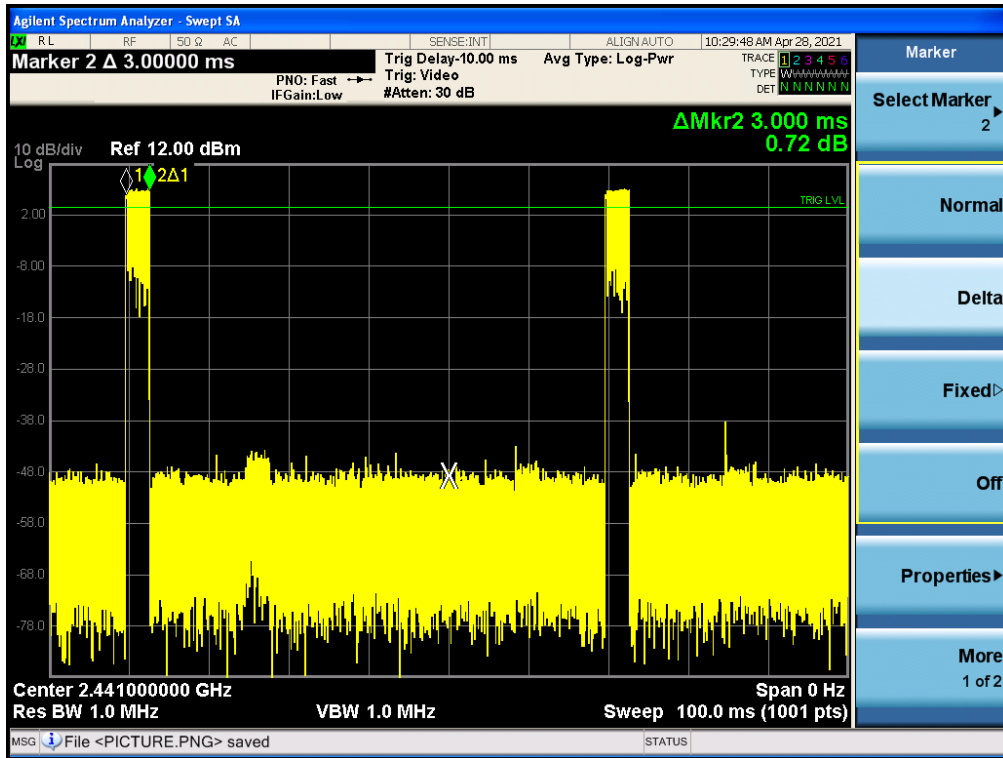 Agilent Spectrum Analyzer - Swept SA
LXI RL RF 50 Ω AC SENSE:INT ALIGN AUTO 10:29:48 AM Apr 28, 2021
Marker 2 Δ 3.00000 ms
PNO: Fast
IFGain:Low
Trig Delay-10.00 ms
Trig: Video
#Atten: 30 dB
Avg Type: Log-Pwr
TRACE 1 2 3 4 5 6
TYPE W
DET N N N N N N
ΔMkr2 3.000 ms
0.72 dB
10 dB/div Ref 12.00 dBm
Log
1 2Δ1
TRIG LVL
2.00
-8.00
-18.0
-28.0
-38.0
-48.0
-58.0
-68.0
-78.0
Center 2.441000000 GHz Span 0 Hz
Res BW 1.0 MHz VBW 1.0 MHz Sweep 100.0 ms (1001 pts)
MSG File <PICTURE.PNG> saved STATUS
Marker
Select Marker
2
Normal
Delta
Fixed
Off
Properties
More
1 of 2